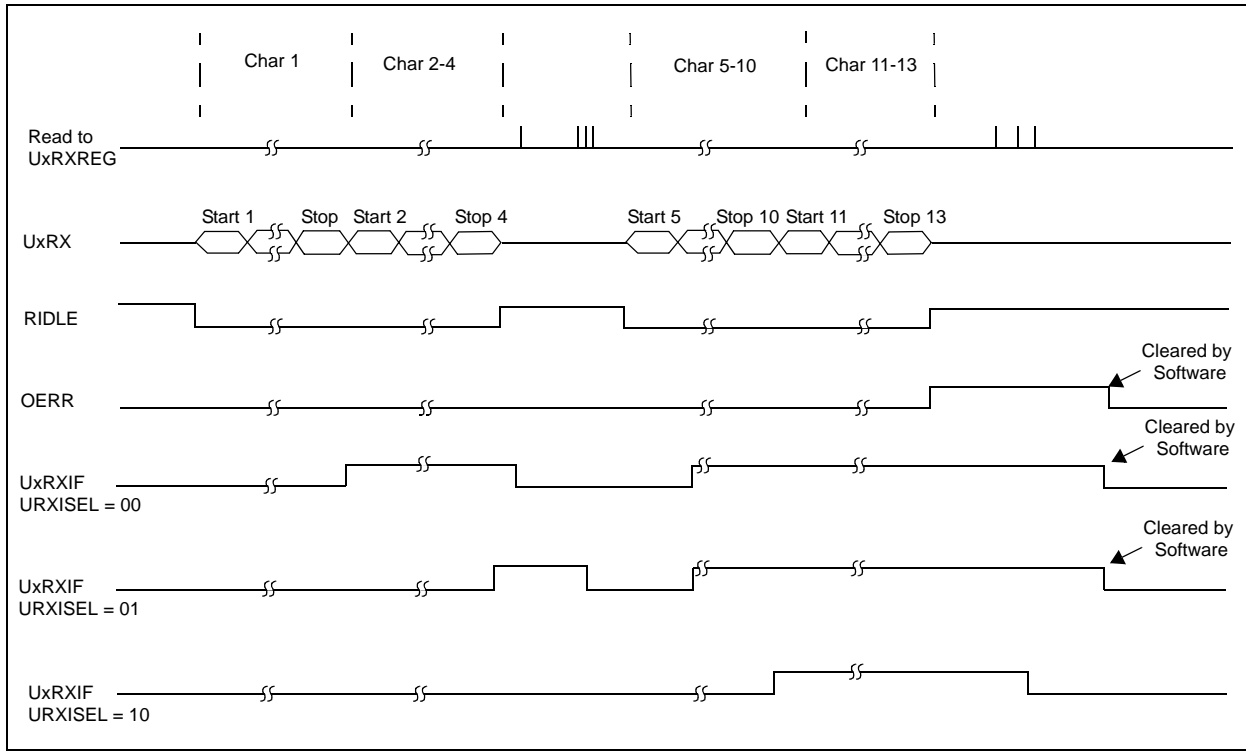 Char 1
Char 2-4
Char 5-10
Char 11-13
Read to
UxRXREG
Start 1
Stop
Start 2
Stop 4
Start 5
Stop 10
Start 11
Stop 13
UxRX
RIDLE
Cleared by
Software
OERR
Cleared by
Software
UxRXIF
URXISEL = 00
Cleared by
Software
UxRXIF
URXISEL = 01
UxRXIF
URXISEL = 10